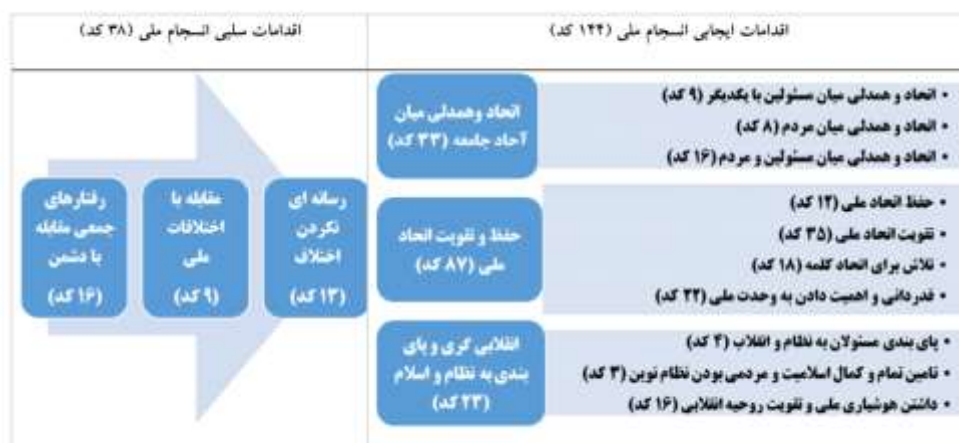 اقدامات ایجابی انسجام ملی (۱۴۴ کد)
اتحاد وهمدلی میان
آحاد جامعه (۳۳ کد)
• اتحاد و همدلی میان مسئولین با یکدیگر (۹ کد)
• اتحاد و همدلی میان مردم (۸ کد)
• اتحاد و همدلی میان مسئولین و مردم (۱۶ کد)
حفظ و تقویت اتحاد
ملی (۸۷ کد)
• حفظ اتحاد ملی (۱۲ کد)
• تقویت اتحاد ملی (۳۵ کد)
• تلاش برای اتحاد کلمه (۱۸ کد)
• قدردانی و اهمیت دادن به وحدت ملی (۲۲ کد)
انقلابی گری و پای
بندی به نظام و اسلام
(۲۳ کد)
• پای بندی مسئولان به نظام و انقلاب (۴ کد)
• تامین تمام و کمال اسلامیت و مردمی بودن نظام نوین (۳ کد)
• داشتن هوشیاری ملی و تقویت روحیه انقلابی (۱۶ کد)
اقدامات سلبی انسجام ملی (۳۸ کد)
رسانه ای
نکردن
اختلاف
(۱۳ کد)
مقابله با
اختلافات
ملی
(۹ کد)
رفتارهای
جمعی مقابله
با دشمن
(۱۶ کد)